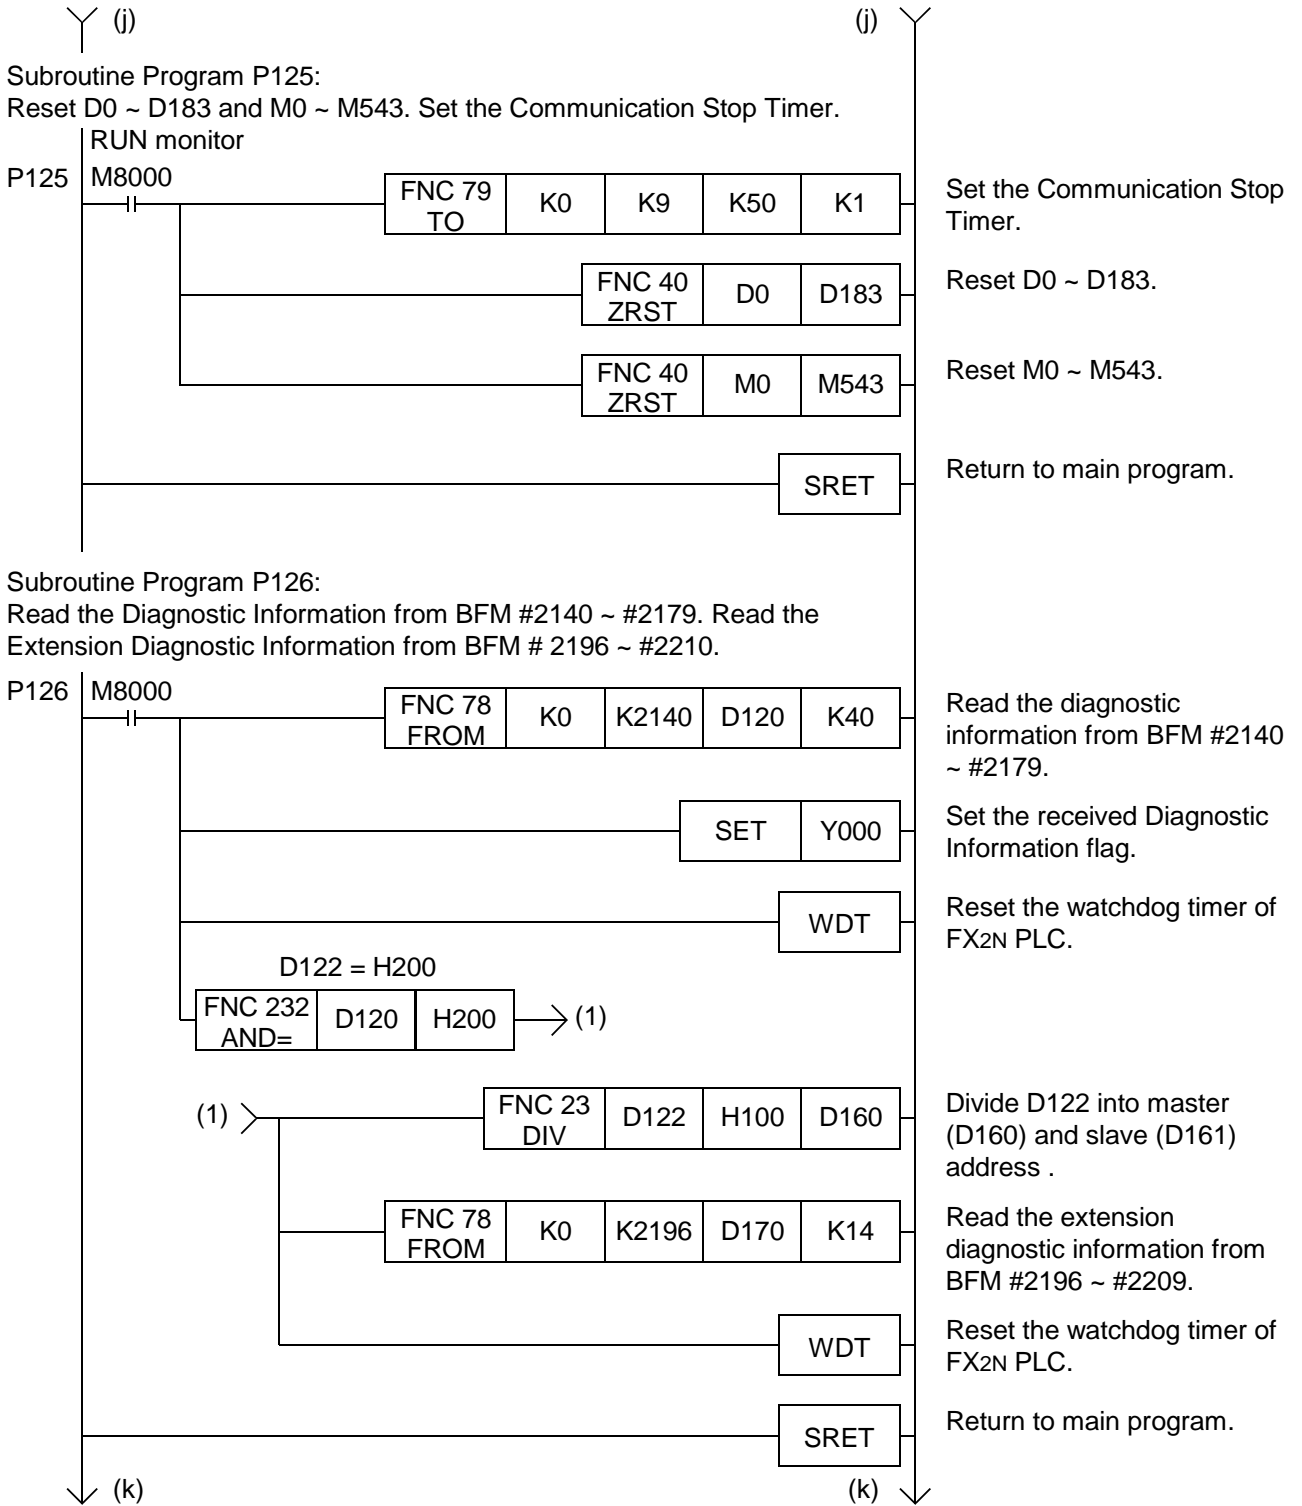 (j) (j)
Subroutine Program P125:
Reset D0 ~ D183 and M0 ~ M543. Set the Communication Stop Timer.
RUN monitor
P125 M8000
FNC 79 TO K0 K9 K50 K1
Set the Communication Stop
Timer.
FNC 40 ZRST D0 D183
Reset D0 ~ D183.
FNC 40 ZRST M0 M543
Reset M0 ~ M543.
SRET
Return to main program.
Subroutine Program P126:
Read the Diagnostic Information from BFM #2140 ~ #2179. Read the
Extension Diagnostic Information from BFM # 2196 ~ #2210.
P126 M8000
FNC 78 FROM K0 K2140 D120 K40
Read the diagnostic
information from BFM #2140
~ #2179.
SET Y000
Set the received Diagnostic
Information flag.
WDT
Reset the watchdog timer of
FX2N PLC.
D122 = H200
FNC 232 AND= D120 H200 (1)
(1) FNC 23 DIV D122 H100 D160
Divide D122 into master
(D160) and slave (D161)
address .
FNC 78 FROM K0 K2196 D170 K14
Read the extension
diagnostic information from
BFM #2196 ~ #2209.
WDT
Reset the watchdog timer of
FX2N PLC.
SRET
Return to main program.
(k) (k)